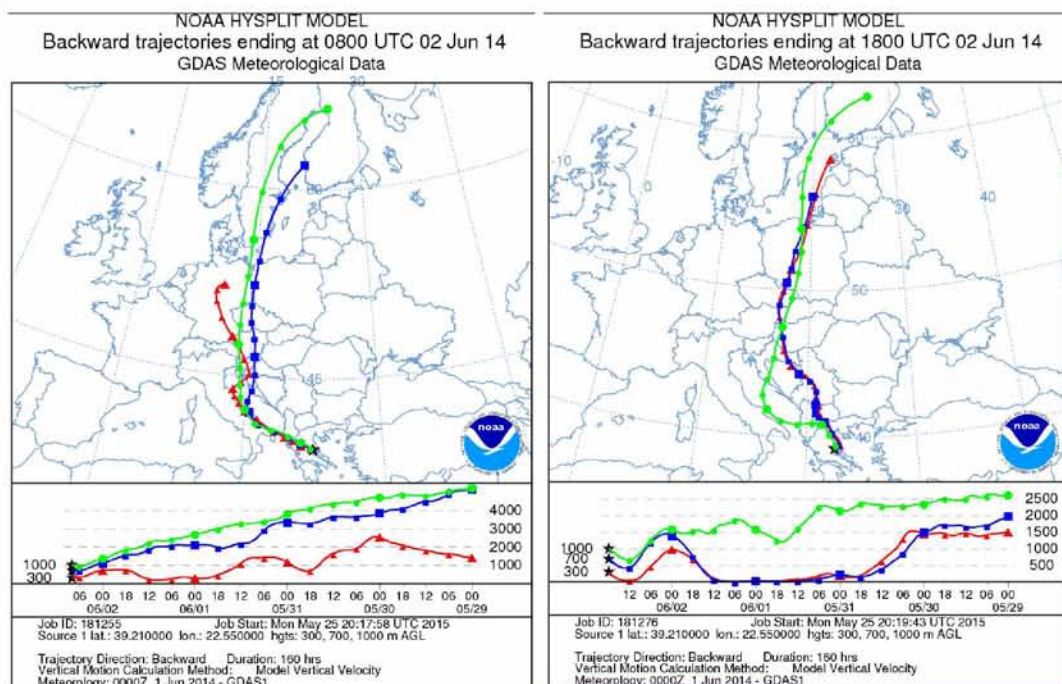 NOAA HYSPLIT MODEL
Backward trajectories ending at 0800 UTC 02 Jun 14
GDAS Meteorological Data
15
noaa
45
4000
3000
2000
1000
1000
300
06 00 18 12 06 00 18 12 06 00 18 12 06 00 18 12 06 00
06/02 06/01 05/31 05/30 05/29
Job ID: 181255 Job Start: Mon May 25 20:17:58 UTC 2015
Source 1 lat.: 39.210000 lon.: 22.550000 hgts: 300, 700, 1000 m AGL
Trajectory Direction: Backward Duration: 160 hrs
Vertical Motion Calculation Method: Model Vertical Velocity
Meteorology: 0000Z 1 Jun 2014 - GDAS1
NOAA HYSPLIT MODEL
Backward trajectories ending at 1800 UTC 02 Jun 14
GDAS Meteorological Data
-10
0
30
40
50
40
noaa
2500
2000
1500
1000
500
1000
700
300
12 06 00 18 12 06 00 18 12 06 00 18 12 06 00 18 12 06 00
06/02 06/01 05/31 05/30 05/29
Job ID: 181276 Job Start: Mon May 25 20:19:43 UTC 2015
Source 1 lat.: 39.210000 lon.: 22.550000 hgts: 300, 700, 1000 m AGL
Trajectory Direction: Backward Duration: 160 hrs
Vertical Motion Calculation Method: Model Vertical Velocity
Meteorology: 0000Z 1 Jun 2014 - GDAS1